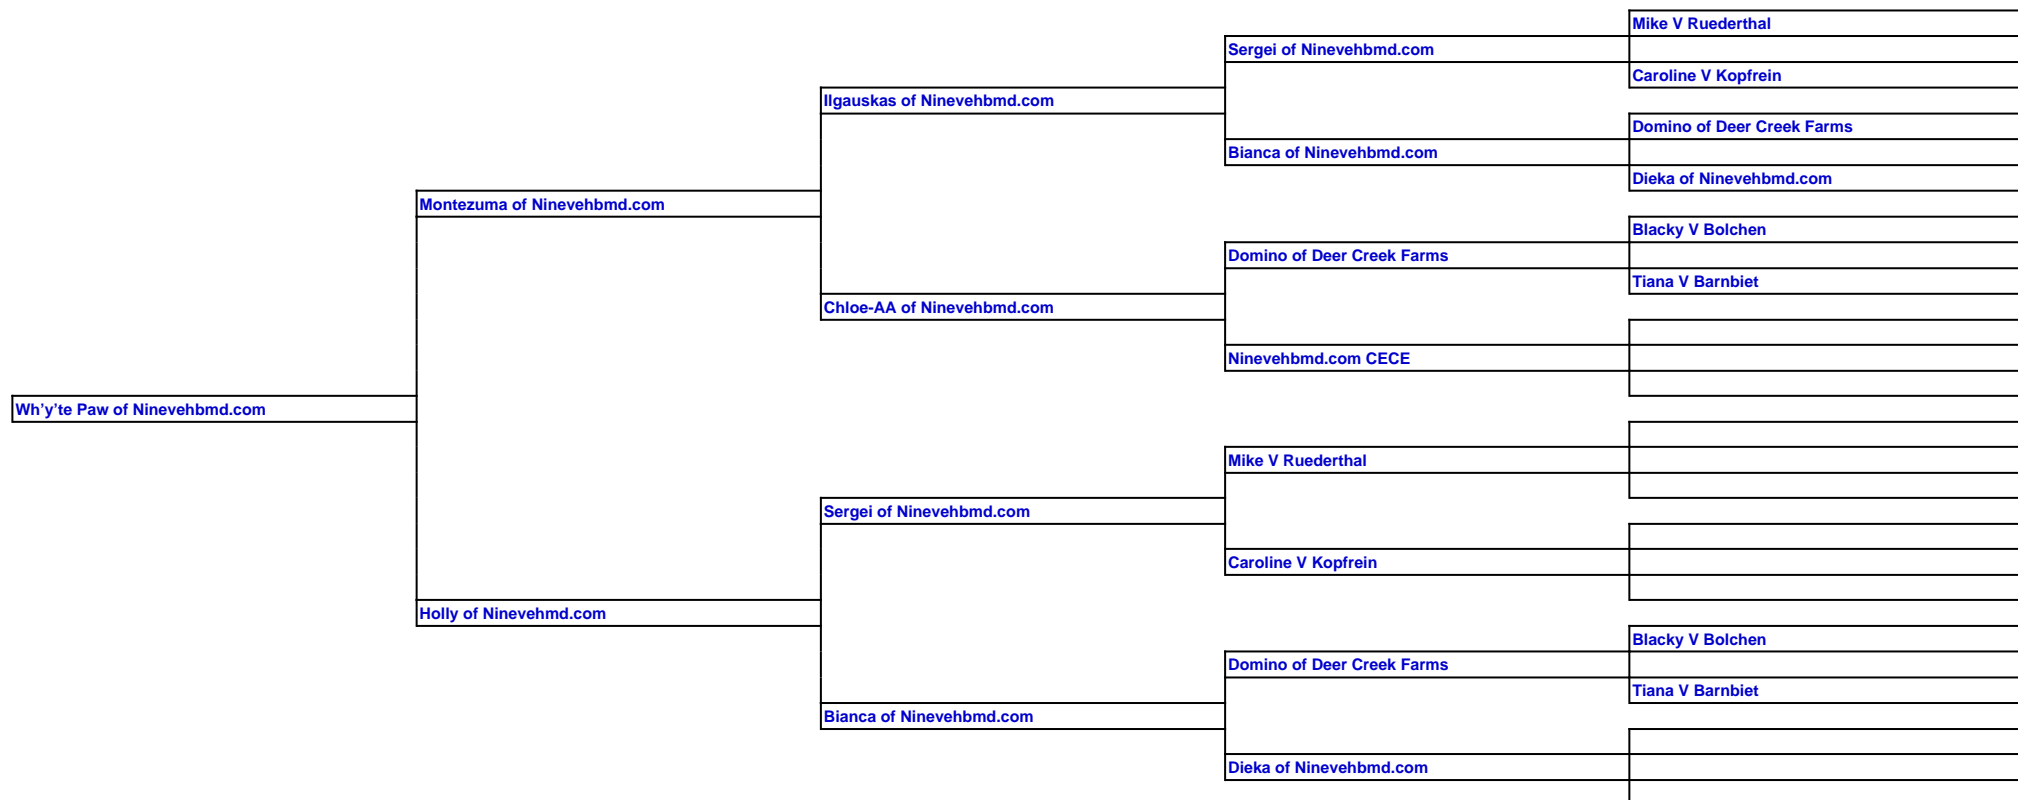 Mike V Ruederthal
Sergei of Ninevehbmd.com
Caroline V Kopfrein
Ilgauskas of Ninevehbmd.com
Domino of Deer Creek Farms
Bianca of Ninevehbmd.com
Dieka of Ninevehbmd.com
Montezuma of Ninevehbmd.com
Blacky V Bolchen
Domino of Deer Creek Farms
Tiana V Barnbiet
Chloe-AA of Ninevehbmd.com
Ninevehbmd.com CECE
Wh’y’te Paw of Ninevehbmd.com
Mike V Ruederthal
Sergei of Ninevehbmd.com
Caroline V Kopfrein
Holly of Ninevehmd.com
Blacky V Bolchen
Domino of Deer Creek Farms
Tiana V Barnbiet
Bianca of Ninevehbmd.com
Dieka of Ninevehbmd.com